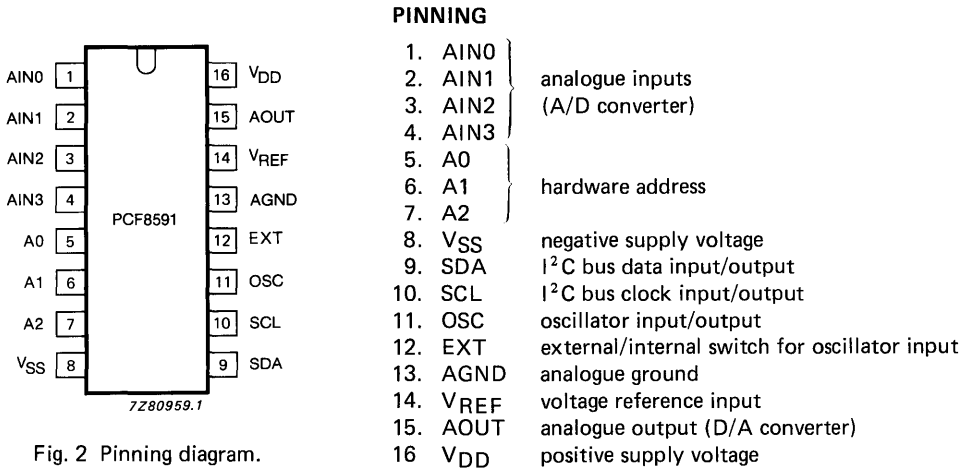 PINNING
AIN0 1
AIN1 2
AIN2 3
AIN3 4
A0 5
A1 6
A2 7
VSS 8
PCF8591
16 VDD
15 AOUT
14 VREF
13 AGND
12 EXT
11 OSC
10 SCL
9 SDA
7Z80959.1
Fig. 2 Pinning diagram.
1. AIN0
2. AIN1
3. AIN2
4. AIN3
analogue inputs
(A/D converter)
5. A0
6. A1
7. A2
hardware address
8. VSS negative supply voltage
9. SDA I²C bus data input/output
10. SCL I²C bus clock input/output
11. OSC oscillator input/output
12. EXT external/internal switch for oscillator input
13. AGND analogue ground
14. VREF voltage reference input
15. AOUT analogue output (D/A converter)
16 VDD positive supply voltage